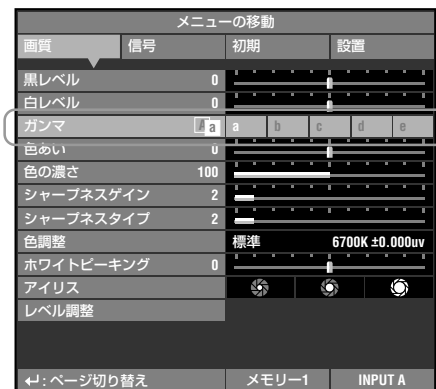 メニューの移動
画質 信号 初期 設置
黒レベル 0
白レベル 0
ガンマ A a a b c d e
色あい 0
色の濃さ 100
シャープネスゲイン 2
シャープネスタイプ 2
色調整 標準 6700K ±0.000uv
ホワイトピーキング 0
アイリス
レベル調整
↵: ページ切り替え メモリー1 INPUT A